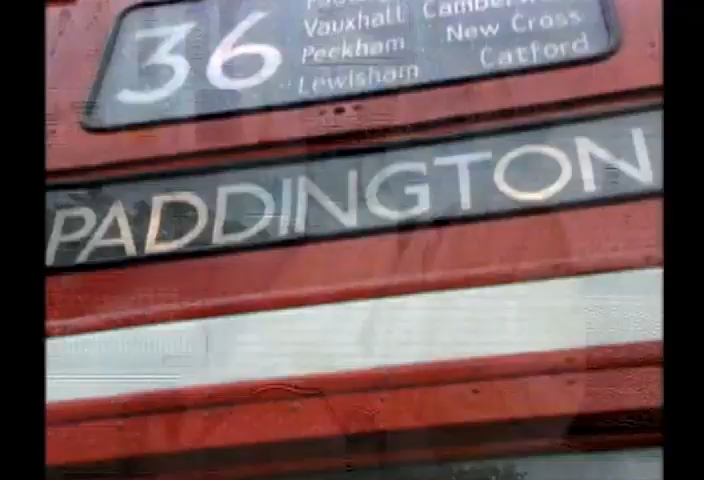 36
Vauxhall
Peckham New Cross
Lewisham Catford
PADDINGTON